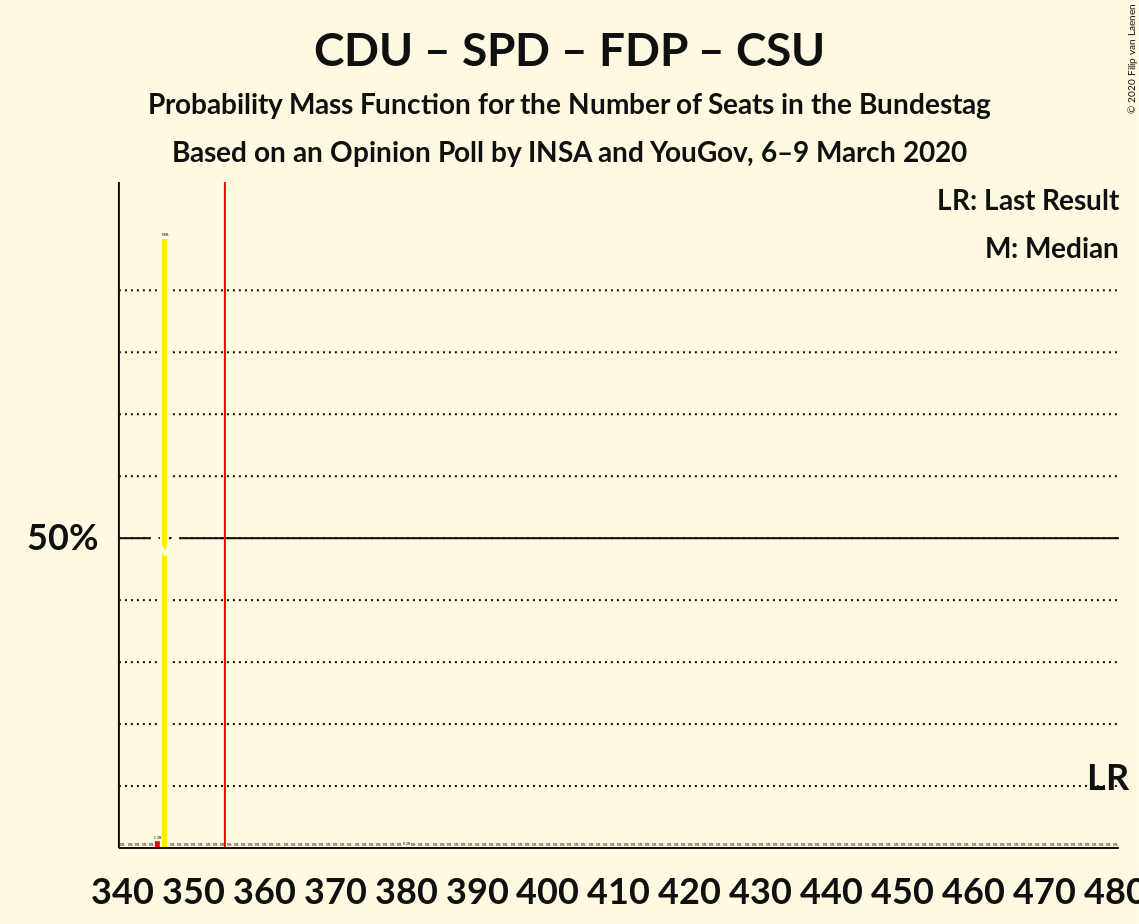 CDU – SPD – FDP – CSU
Probability Mass Function for the Number of Seats in the Bundestag
Based on an Opinion Poll by INSA and YouGov, 6–9 March 2020
© 2020 Filip van Laenen
LR: Last Result
M: Median
50%
LR
340 350 360 370 380 390 400 410 420 430 440 450 460 470 480